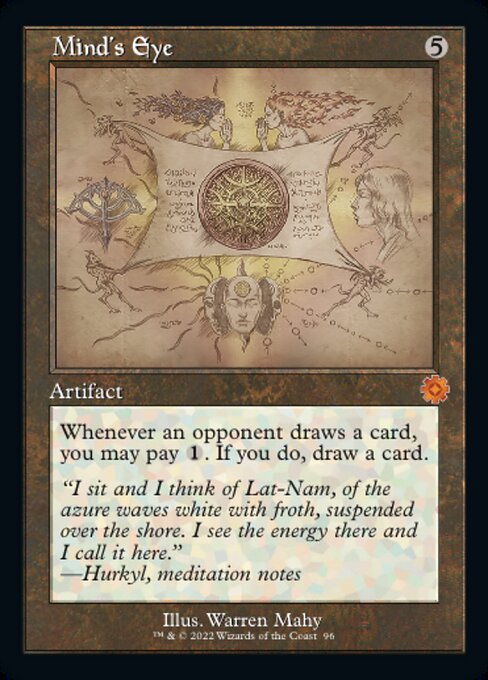 Mind's Eye 5
Artifact
Whenever an opponent draws a card,
you may pay 1. If you do, draw a card.
"I sit and I think of Lat-Nam, of the
azure waves white with froth, suspended
over the shore. I see the energy there and
I call it here."
—Hurkyl, meditation notes
Illus. Warren Mahy
™ & © 2022 Wizards of the Coast 96